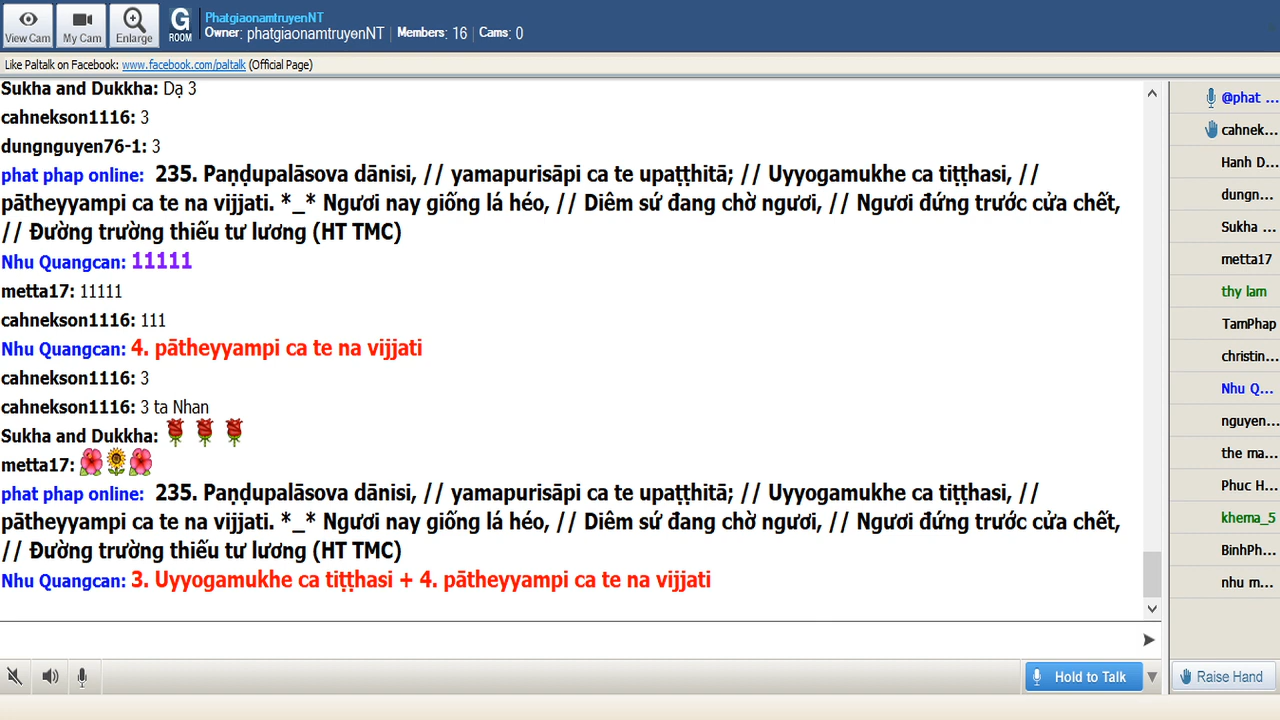 View Cam
My Cam
Enlarge
G
ROOM
PhatgiaonamtruyenNT
Owner: phatgiaonamtruyenNT | Members: 16 | Cams: 0
Like Paltalk on Facebook: www.facebook.com/paltalk (Official Page)
Sukha and Dukkha: Dạ 3
cahnekson1116: 3
dungnguyen76-1: 3
phat phap online: 235. Paṇḍupalāsova dānisi, // yamapurisāpi ca te upaṭṭhitā; // Uyyogamukhe ca tiṭṭhasi, //
pātheyyampi ca te na vijjati. *_* Ngươi nay giống lá héo, // Diêm sứ đang chờ ngươi, // Ngươi đứng trước cửa chết,
// Đường trường thiếu tư lương (HT TMC)
Nhu Quangcan: 11111
metta17: 11111
cahnekson1116: 111
Nhu Quangcan: 4. pātheyyampi ca te na vijjati
cahnekson1116: 3
cahnekson1116: 3 ta Nhan
Sukha and Dukkha:
metta17:
phat phap online: 235. Paṇḍupalāsova dānisi, // yamapurisāpi ca te upaṭṭhitā; // Uyyogamukhe ca tiṭṭhasi, //
pātheyyampi ca te na vijjati. *_* Ngươi nay giống lá héo, // Diêm sứ đang chờ ngươi, // Ngươi đứng trước cửa chết,
// Đường trường thiếu tư lương (HT TMC)
Nhu Quangcan: 3. Uyyogamukhe ca tiṭṭhasi + 4. pātheyyampi ca te na vijjati
@phat ...
cahnek...
Hanh D...
dungn...
Sukha ...
metta17
thy lam
TamPhap
christin...
Nhu Q...
nguyen...
the ma...
Phuc H...
khema_5
BinhPh...
nhu m...
Hold to Talk
Raise Hand